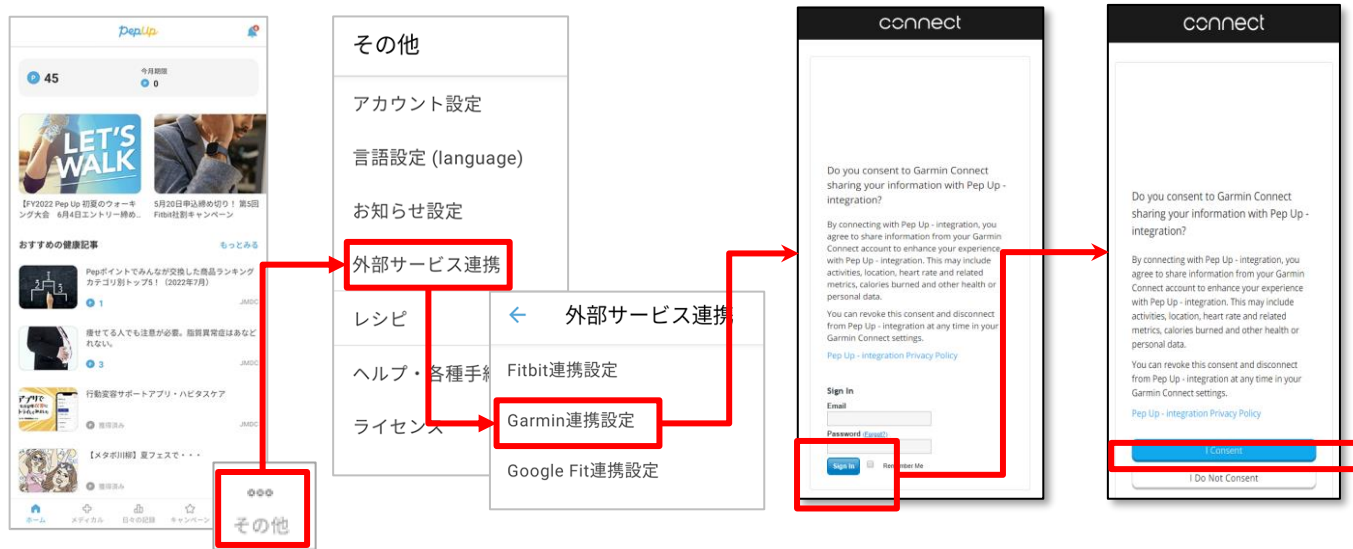 PepUp
45
今月期限
0
LET'S
WALK
【FY2022 Pep Up 初夏のウォーキ
ング大会 6月4日エントリー締め...
5月20日申込締め切り！ 第5回
Fitbit社割キャンペーン
おすすめの健康記事
もっとみる
Pepポイントでみんなが交換した商品ランキング
カテゴリ別トップ5！（2022年7月）
1
JMDC
痩せてる人でも注意が必要。脂質異常症はあなど
れない。
3
JMDC
行動変容サポートアプリ・ハビタスケア
獲得済み
JMDC
【メタボ川柳】夏フェスで・・・
獲得済み
ホーム
メディカル
日々の記録
キャンペーン
その他
その他
アカウント設定
言語設定 (language)
お知らせ設定
外部サービス連携
レシピ
ヘルプ・各種手続
ライセンス
← 外部サービス連携
Fitbit連携設定
Garmin連携設定
Google Fit連携設定
connect
Do you consent to Garmin Connect
sharing your information with Pep Up -
integration?
By connecting with Pep Up - integration, you
agree to share information from your Garmin
Connect account to enhance your experience
with Pep Up - integration. This may include
activities, location, heart rate and related
metrics, calories burned and other health or
personal data.
You can revoke this consent and disconnect
from Pep Up - integration at any time in your
Garmin Connect settings.
Pep Up - integration Privacy Policy
Sign In
Email
Password (Forgot?)
Sign In
Remember Me
connect
Do you consent to Garmin Connect
sharing your information with Pep Up -
integration?
By connecting with Pep Up - integration, you
agree to share information from your Garmin
Connect account to enhance your experience
with Pep Up - integration. This may include
activities, location, heart rate and related
metrics, calories burned and other health or
personal data.
You can revoke this consent and disconnect
from Pep Up - integration at any time in your
Garmin Connect settings.
Pep Up - integration Privacy Policy
I Consent
I Do Not Consent